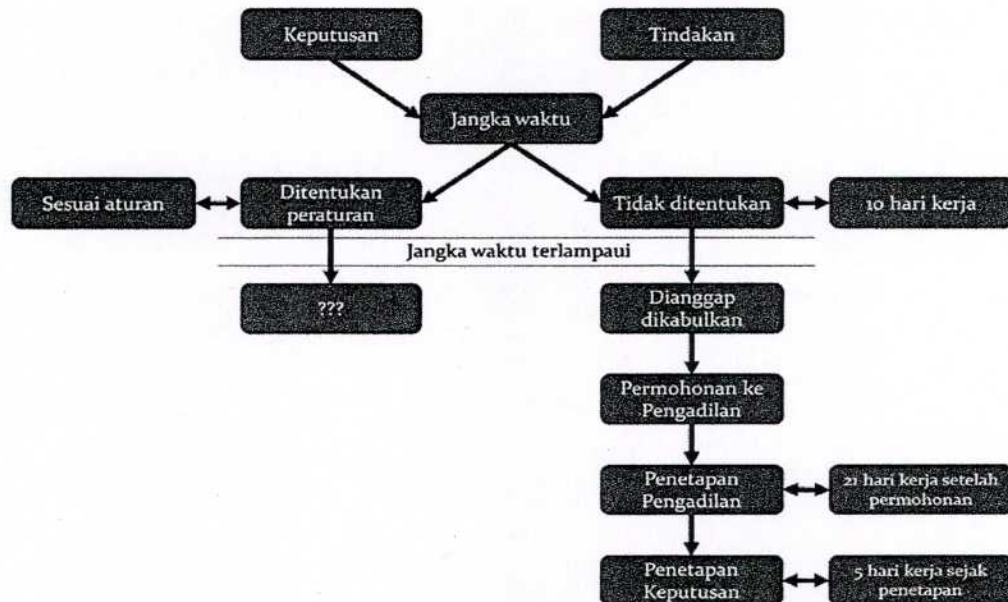 Keputusan
Tindakan
Jangka waktu
Sesuai aturan
Ditentukan
peraturan
Tidak ditentukan
10 hari kerja
Jangka waktu terlampaui
???
Dianggap
dikabulkan
Permohonan ke
Pengadilan
Penetapan
Pengadilan
21 hari kerja setelah
permohonan
Penetapan
Keputusan
5 hari kerja sejak
penetapan